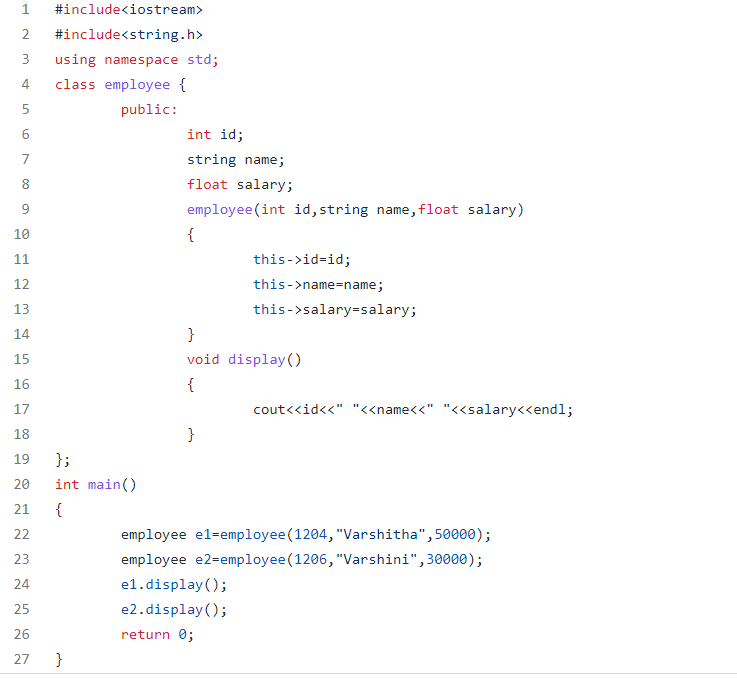 1 #include<iostream>
2 #include<string.h>
3 using namespace std;
4 class employee {
5 public:
6 int id;
7 string name;
8 float salary;
9 employee(int id,string name,float salary)
10 {
11 this->id=id;
12 this->name=name;
13 this->salary=salary;
14 }
15 void display()
16 {
17 cout<<id<<" "<<name<<" "<<salary<<endl;
18 }
19 };
20 int main()
21 {
22 employee e1=employee(1204,"Varshitha",50000);
23 employee e2=employee(1206,"Varshini",30000);
24 e1.display();
25 e2.display();
26 return 0;
27 }